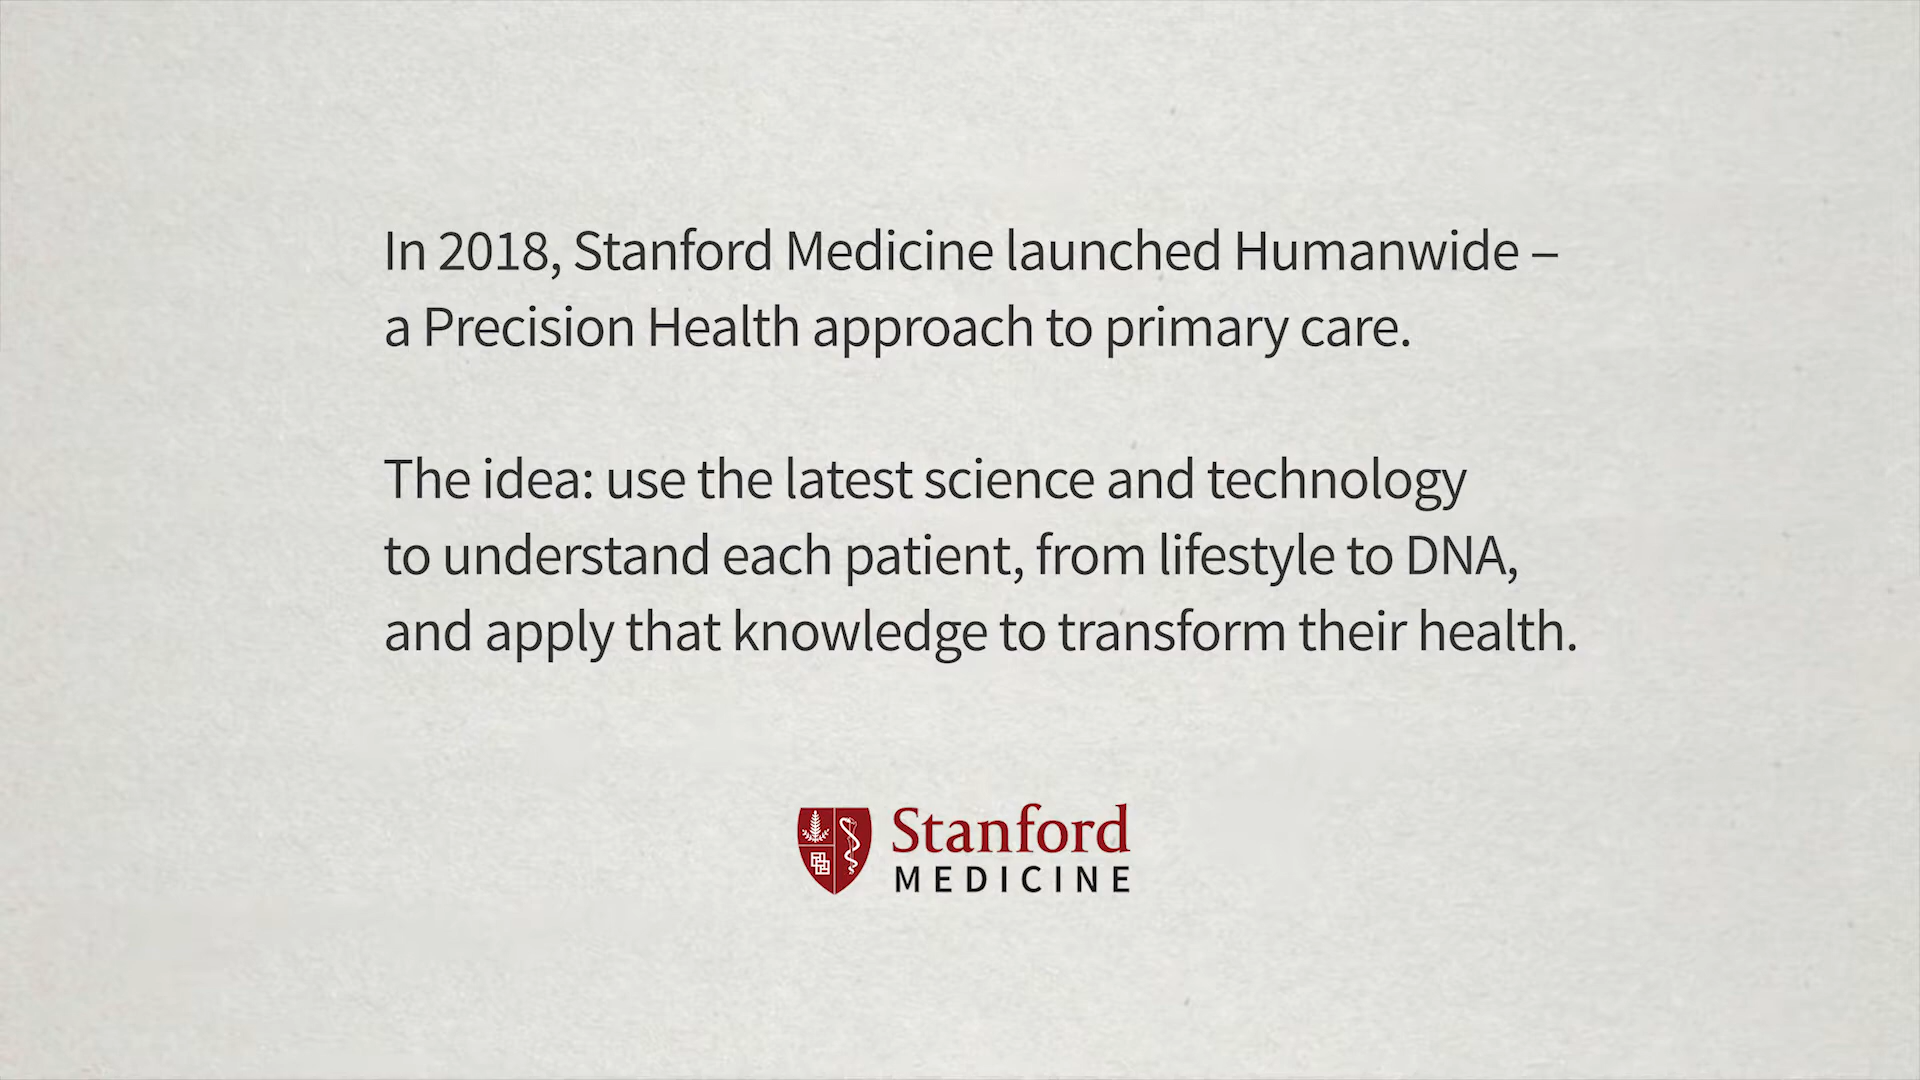 In 2018, Stanford Medicine launched Humanwide –
a Precision Health approach to primary care.
The idea: use the latest science and technology
to understand each patient, from lifestyle to DNA,
and apply that knowledge to transform their health.
Stanford
MEDICINE